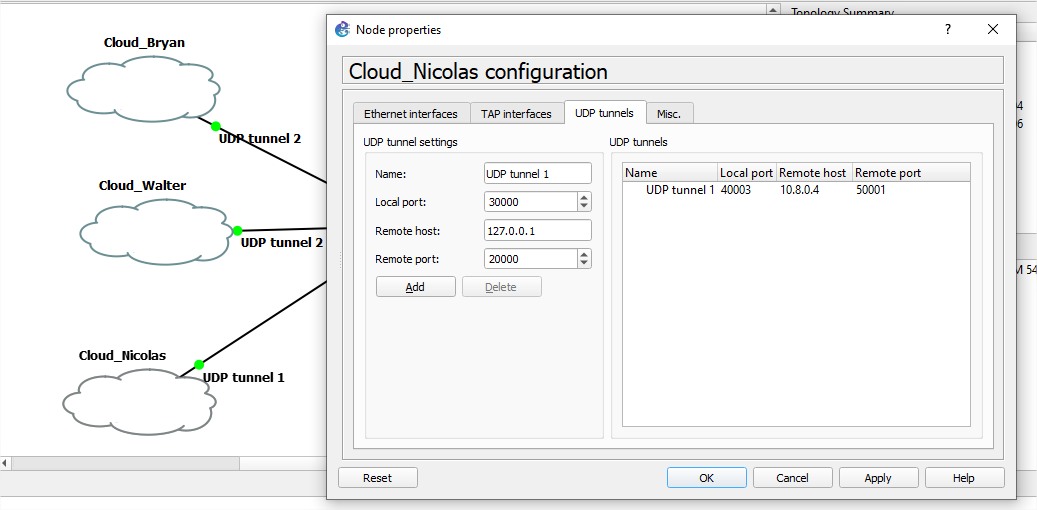 Topology Summary
Cloud_Bryan
UDP tunnel 2
Cloud_Walter
UDP tunnel 2
Cloud_Nicolas
UDP tunnel 1
Node properties
?
Cloud_Nicolas configuration
Ethernet interfaces TAP interfaces UDP tunnels Misc.
UDP tunnel settings
Name: UDP tunnel 1
Local port: 30000
Remote host: 127.0.0.1
Remote port: 20000
Add Delete
UDP tunnels
Name Local port Remote host Remote port
UDP tunnel 1 40003 10.8.0.4 50001
Reset OK Cancel Apply Help